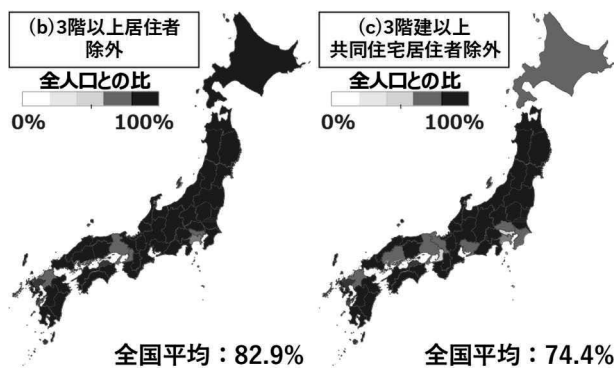 (b)3階以上居住者
除外
全人口との比
0% 100%
全国平均：82.9%
(c)3階建以上
共同住宅居住者除外
全人口との比
0% 100%
全国平均：74.4%